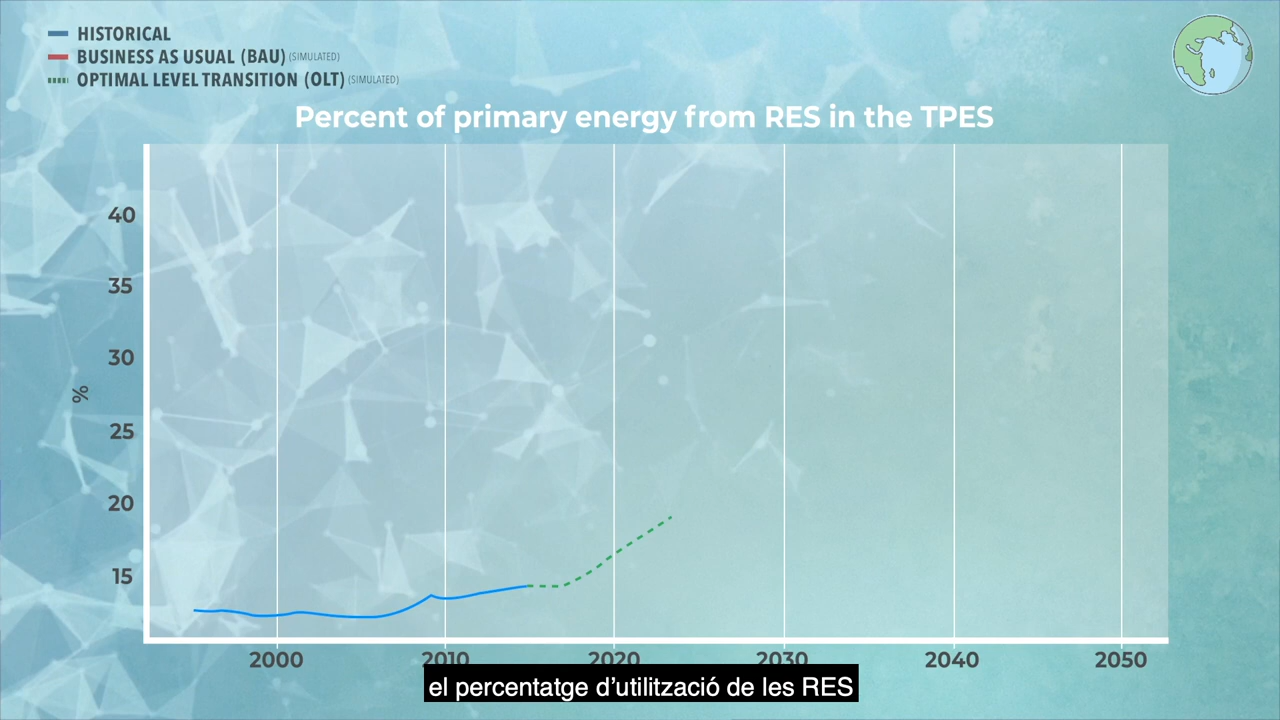 HISTORICAL
BUSINESS AS USUAL (BAU) (SIMULATED)
OPTIMAL LEVEL TRANSITION (OLT) (SIMULATED)
Percent of primary energy from RES in the TPES
40
35
30
%
25
20
15
2000 2010 2020 2030 2040 2050
el percentatge d'utilització de les RES